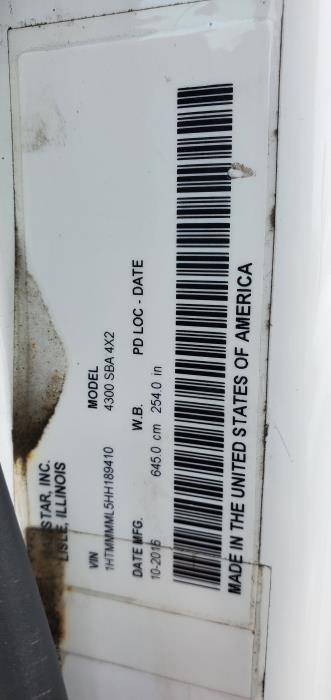 STAR, INC.
LISLE, ILLINOIS
VIN MODEL
1HTMMMML5HH189410 4300 SBA 4X2
DATE MFG. W.B. PD LOC - DATE
10-2016 645.0 cm 254.0 in
MADE IN THE UNITED STATES OF AMERICA